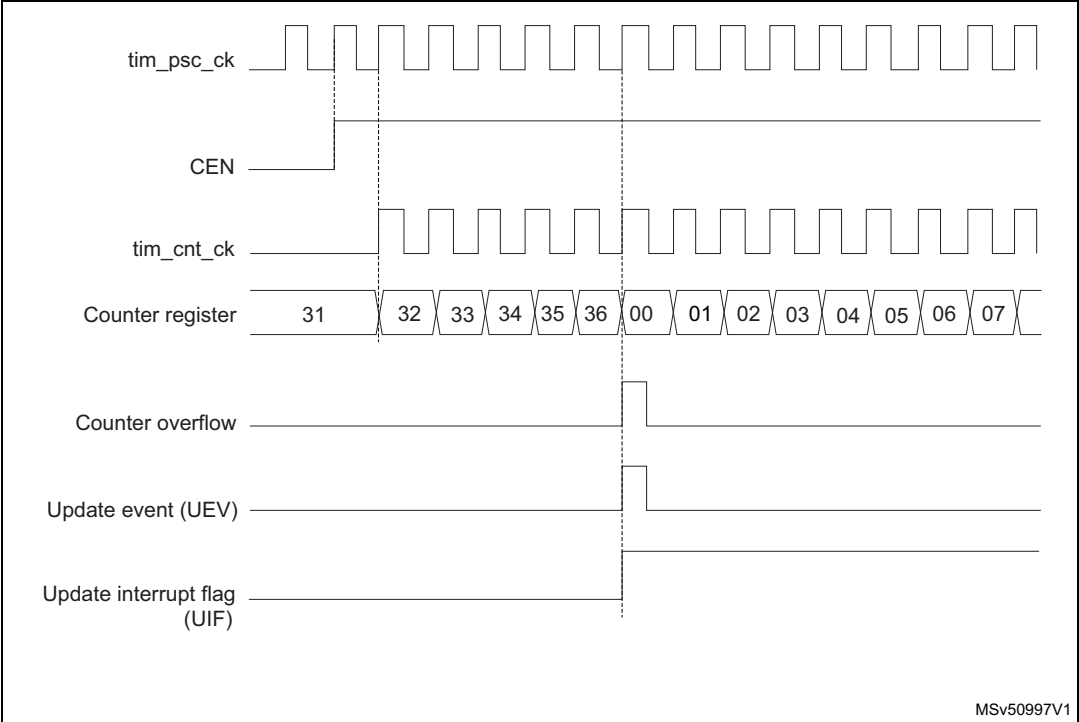 tim_psc_ck
CEN
tim_cnt_ck
Counter register 31 32 33 34 35 36 00 01 02 03 04 05 06 07
Counter overflow
Update event (UEV)
Update interrupt flag
(UIF)
MSv50997V1